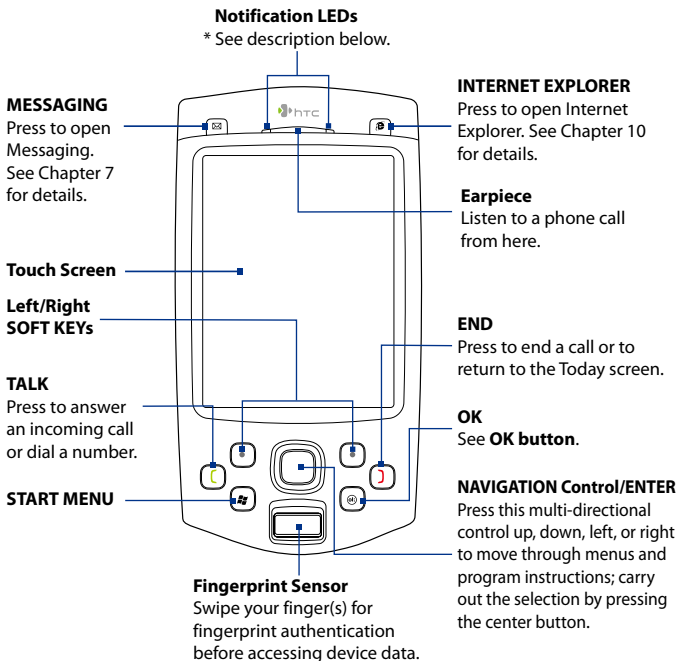 Notification LEDs
* See description below.
MESSAGING
Press to open
Messaging.
See Chapter 7
for details.
INTERNET EXPLORER
Press to open Internet
Explorer. See Chapter 10
for details.
hTC
Earpiece
Listen to a phone call
from here.
Touch Screen
Left/Right
SOFT KEYs
END
Press to end a call or to
return to the Today screen.
TALK
Press to answer
an incoming call
or dial a number.
OK
See OK button.
ok
START MENU
NAVIGATION Control/ENTER
Press this multi-directional
control up, down, left, or right
to move through menus and
program instructions; carry
out the selection by pressing
the center button.
Fingerprint Sensor
Swipe your finger(s) for
fingerprint authentication
before accessing device data.